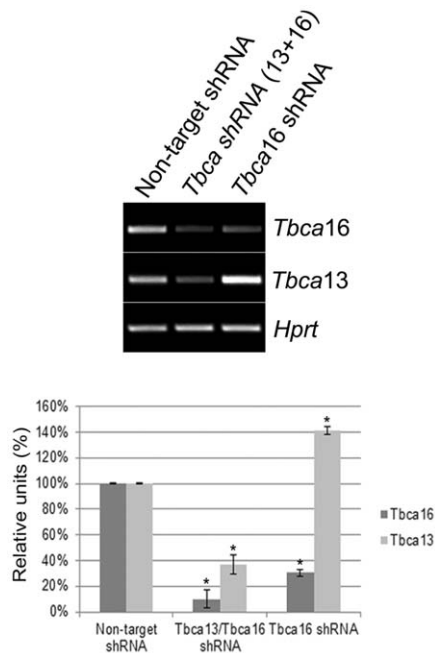 Non-target shRNA
Tbca shRNA (13+16)
Tbca16 shRNA
Tbca16
Tbca13
Hprt
Relative units (%)
160%
140%
120%
100%
80%
60%
40%
20%
0%
*
*
*
*
Tbca16
Tbca13
Non-target
shRNA
Tbca13/Tbca16
shRNA
Tbca16 shRNA